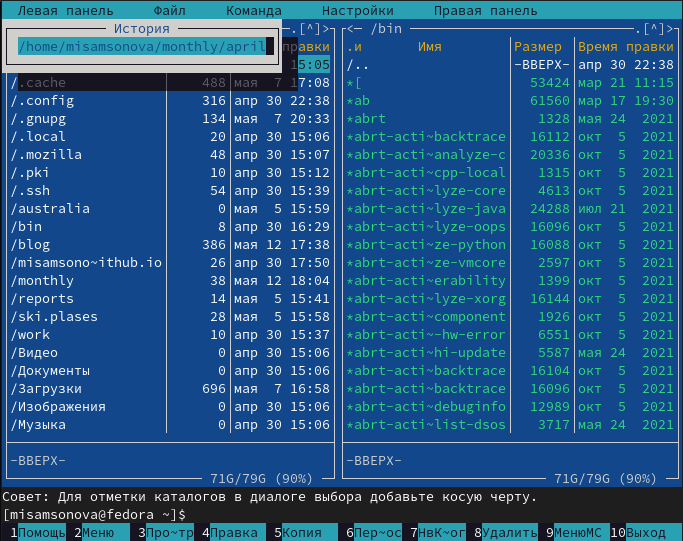 Левая панель Файл Команда Настройки Правая панель
История
/home/misamsonova/monthly/april
правки
15:05
/.cache 488 мая 7 17:08
/.config 316 апр 30 22:38
/.gnupg 134 мая 7 20:33
/.local 20 апр 30 15:06
/.mozilla 48 апр 30 15:07
/.pki 10 апр 30 15:12
/.ssh 54 апр 30 15:39
/australia 0 мая 5 15:59
/bin 8 апр 30 16:29
/blog 386 мая 12 17:38
/misamsono~ithub.io 26 апр 30 17:50
/monthly 38 мая 12 18:04
/reports 14 мая 5 15:41
/ski.plases 28 мая 5 15:58
/work 10 апр 30 15:37
/Видео 0 апр 30 15:06
/Документы 0 апр 30 15:06
/Загрузки 696 мая 7 16:58
/Изображения 0 апр 30 15:06
/Музыка 0 апр 30 15:06
-ВВЕРХ-
71G/79G (90%)
.[^]>
<– /bin .[^]>
.и Имя Размер Время правки
/.. -ВВЕРХ- апр 30 22:38
*[ 53424 мар 21 11:15
*ab 61560 мар 17 19:30
*abrt 1328 мая 24 2021
*abrt-acti~backtrace 16112 окт 5 2021
*abrt-acti~analyze-c 20336 окт 5 2021
*abrt-acti~cpp-local 1315 окт 5 2021
*abrt-acti~lyze-core 4613 окт 5 2021
*abrt-acti~lyze-java 24288 июл 21 2021
*abrt-acti~lyze-oops 16096 окт 5 2021
*abrt-acti~ze-python 16088 окт 5 2021
*abrt-acti~ze-vmcore 2597 окт 5 2021
*abrt-acti~erability 1399 окт 5 2021
*abrt-acti~lyze-xorg 16144 окт 5 2021
*abrt-acti~component 1926 окт 5 2021
*abrt-acti~-hw-error 6551 окт 5 2021
*abrt-acti~hi-update 5587 мая 24 2021
*abrt-acti~backtrace 16104 окт 5 2021
*abrt-acti~backtrace 16096 окт 5 2021
*abrt-acti~debuginfo 12989 окт 5 2021
*abrt-acti~list-dsos 3717 мая 24 2021
-ВВЕРХ-
71G/79G (90%)
Совет: Для отметки каталогов в диалоге выбора добавьте косую черту.
[misamsonova@fedora ~]$
1Помощь 2Меню 3Про~тр 4Правка 5Копия 6Пер~ос 7НвК~ог 8Удалить 9МенюMC 10Выход